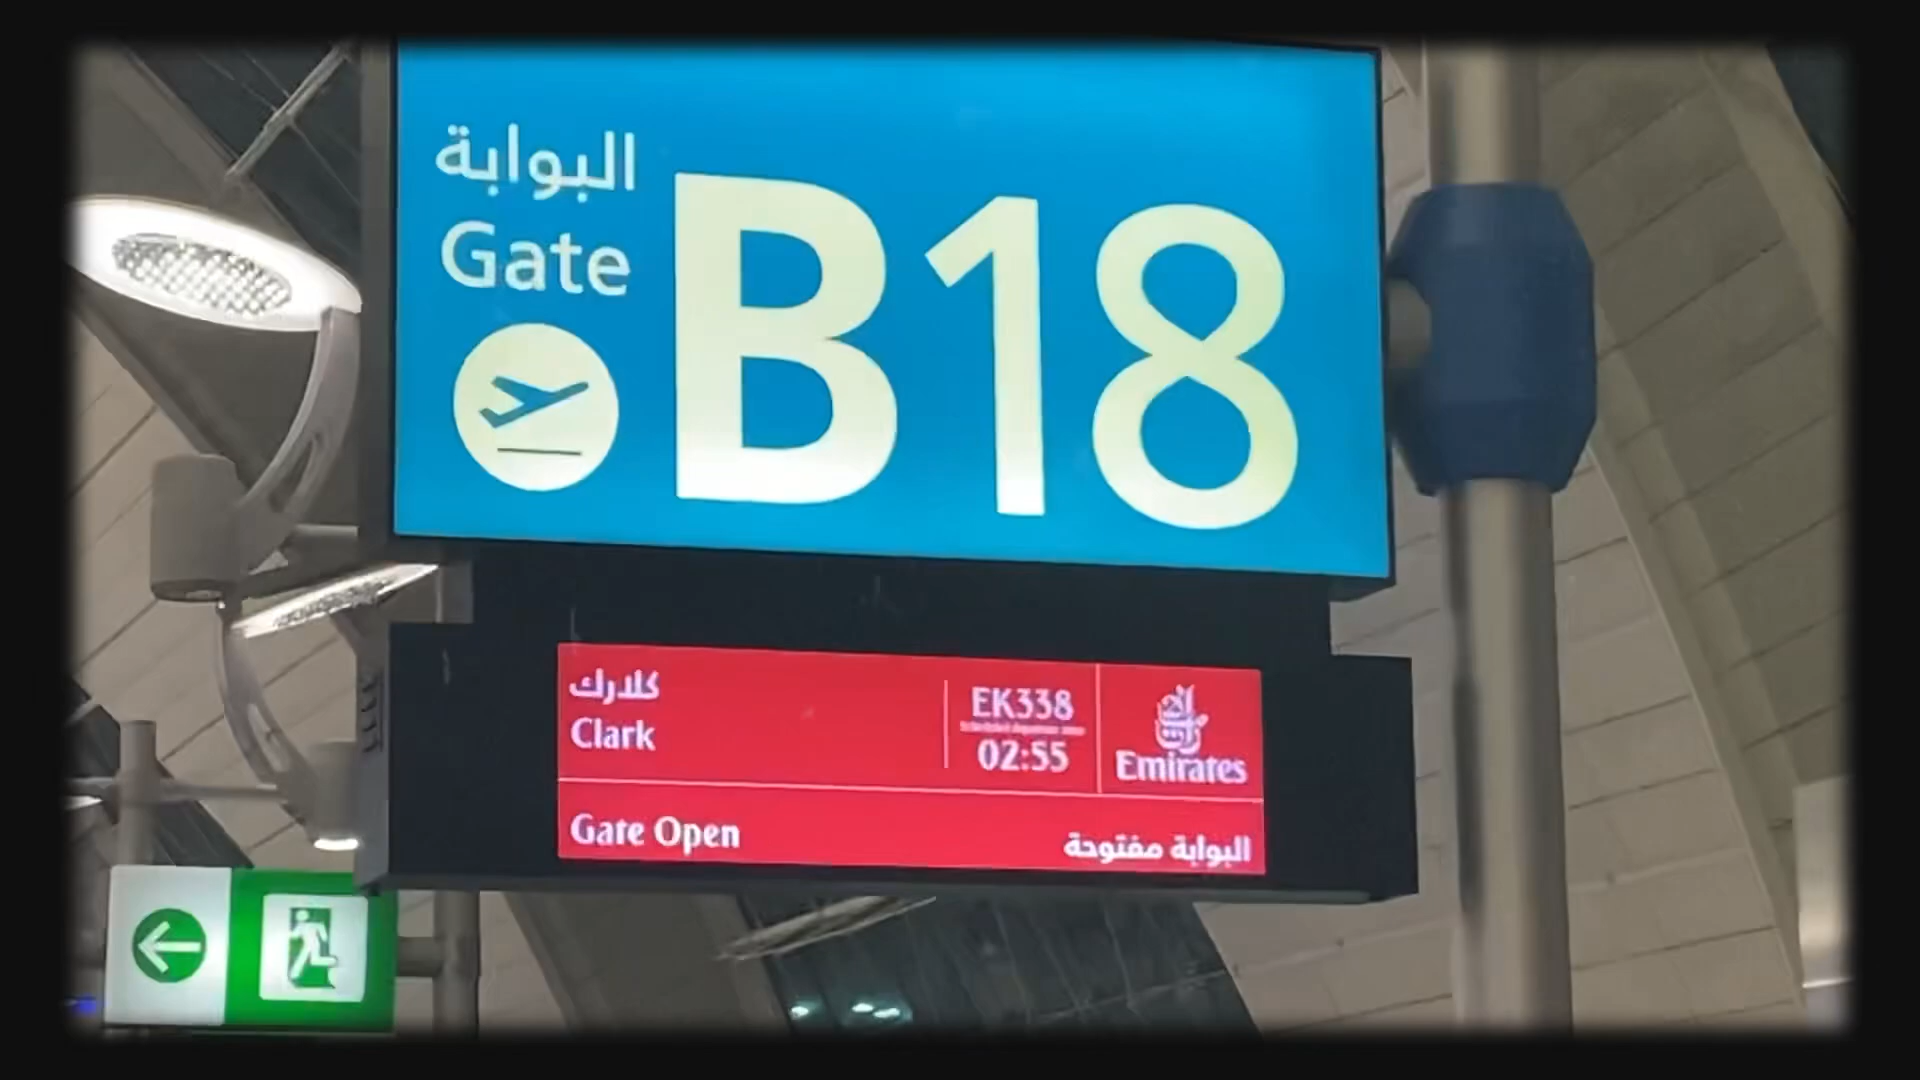 البوابة
Gate
B18
كلارك
Clark
EK338
02:55
Emirates
Gate Open
البوابة مفتوحة